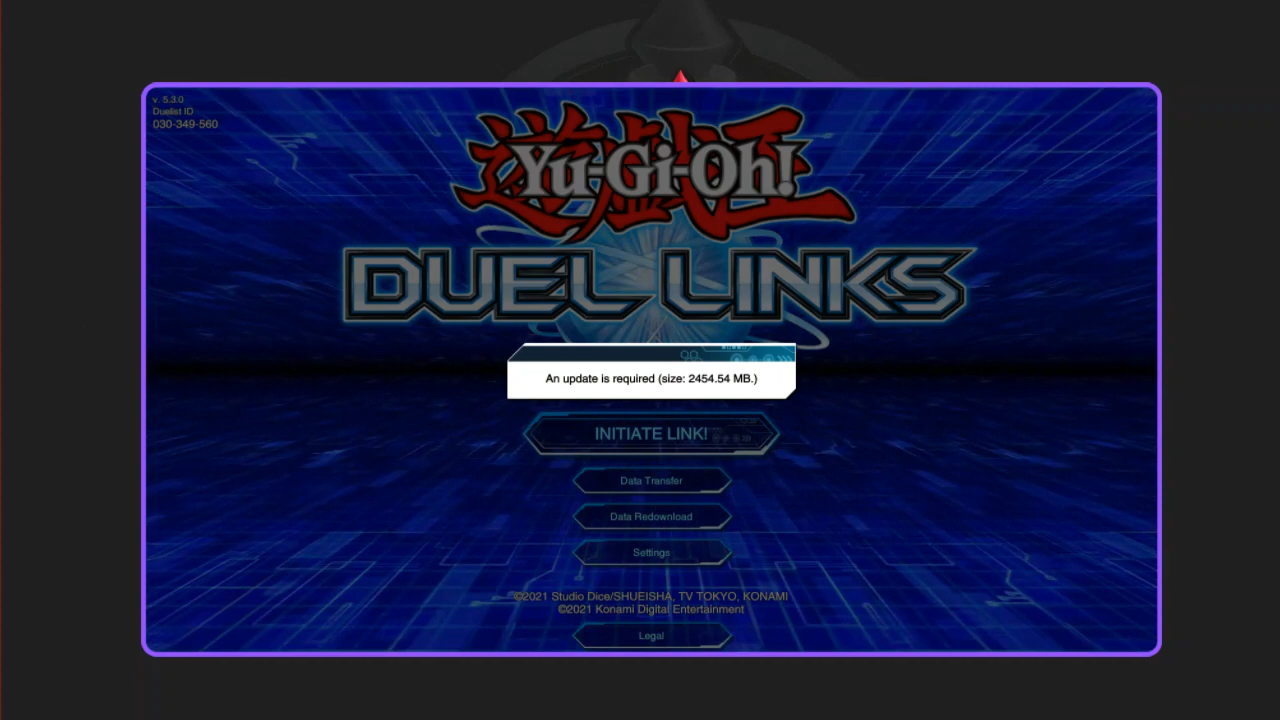 v. 5.3.0
Duelist ID
030-349-560
遊戯王
Yu-Gi-Oh!
DUEL LINKS
An update is required (size: 2454.54 MB.)
INITIATE LINK!
Data Transfer
Data Redownload
Settings
©2021 Studio Dice/SHUEISHA, TV TOKYO, KONAMI
©2021 Konami Digital Entertainment
Legal